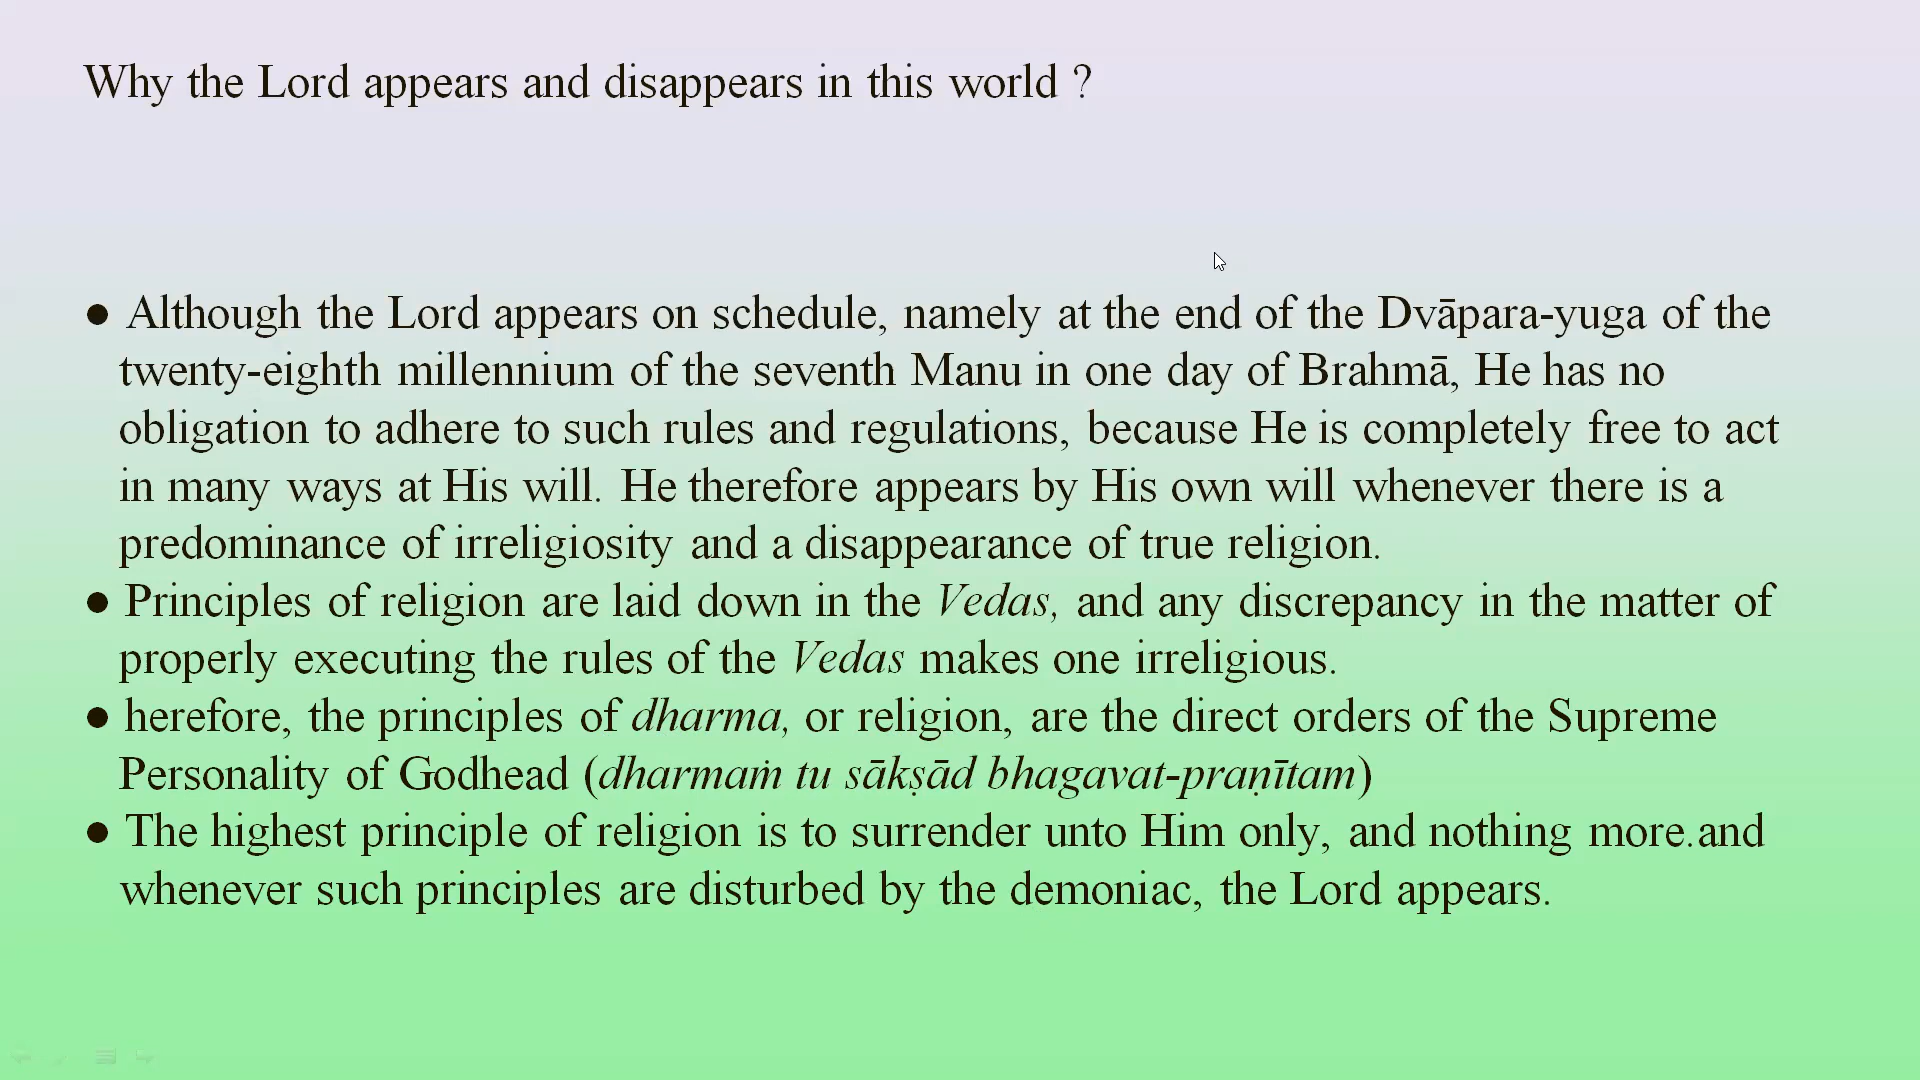 Why the Lord appears and disappears in this world ?
● Although the Lord appears on schedule, namely at the end of the Dvāpara-yuga of the
twenty-eighth millennium of the seventh Manu in one day of Brahmā, He has no
obligation to adhere to such rules and regulations, because He is completely free to act
in many ways at His will. He therefore appears by His own will whenever there is a
predominance of irreligiosity and a disappearance of true religion.
● Principles of religion are laid down in the Vedas, and any discrepancy in the matter of
properly executing the rules of the Vedas makes one irreligious.
● herefore, the principles of dharma, or religion, are the direct orders of the Supreme
Personality of Godhead (dharmaṁ tu sākṣād bhagavat-praṇītam)
● The highest principle of religion is to surrender unto Him only, and nothing more.and
whenever such principles are disturbed by the demoniac, the Lord appears.